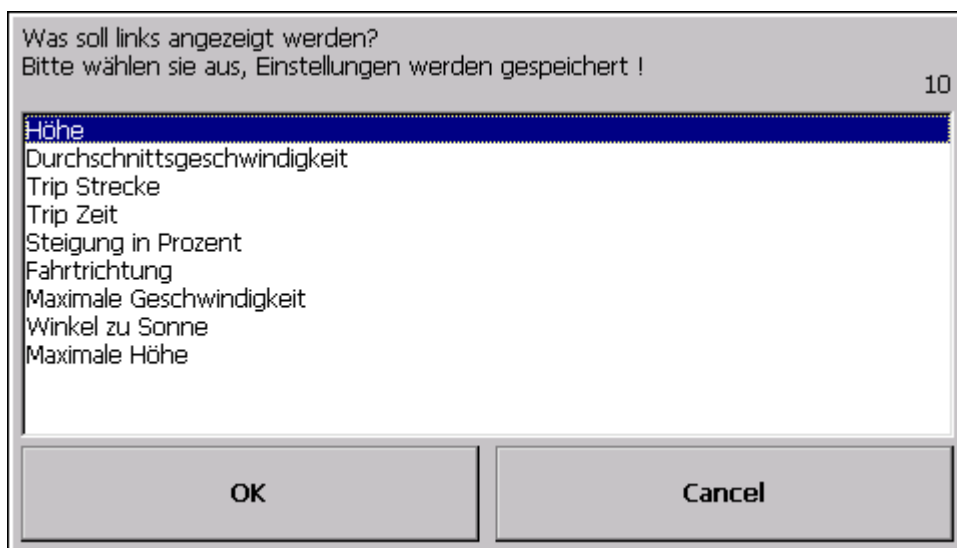 Was soll links angezeigt werden?
Bitte wählen sie aus, Einstellungen werden gespeichert !
10
Höhe
Durchschnittsgeschwindigkeit
Trip Strecke
Trip Zeit
Steigung in Prozent
Fahrtrichtung
Maximale Geschwindigkeit
Winkel zu Sonne
Maximale Höhe
OK
Cancel